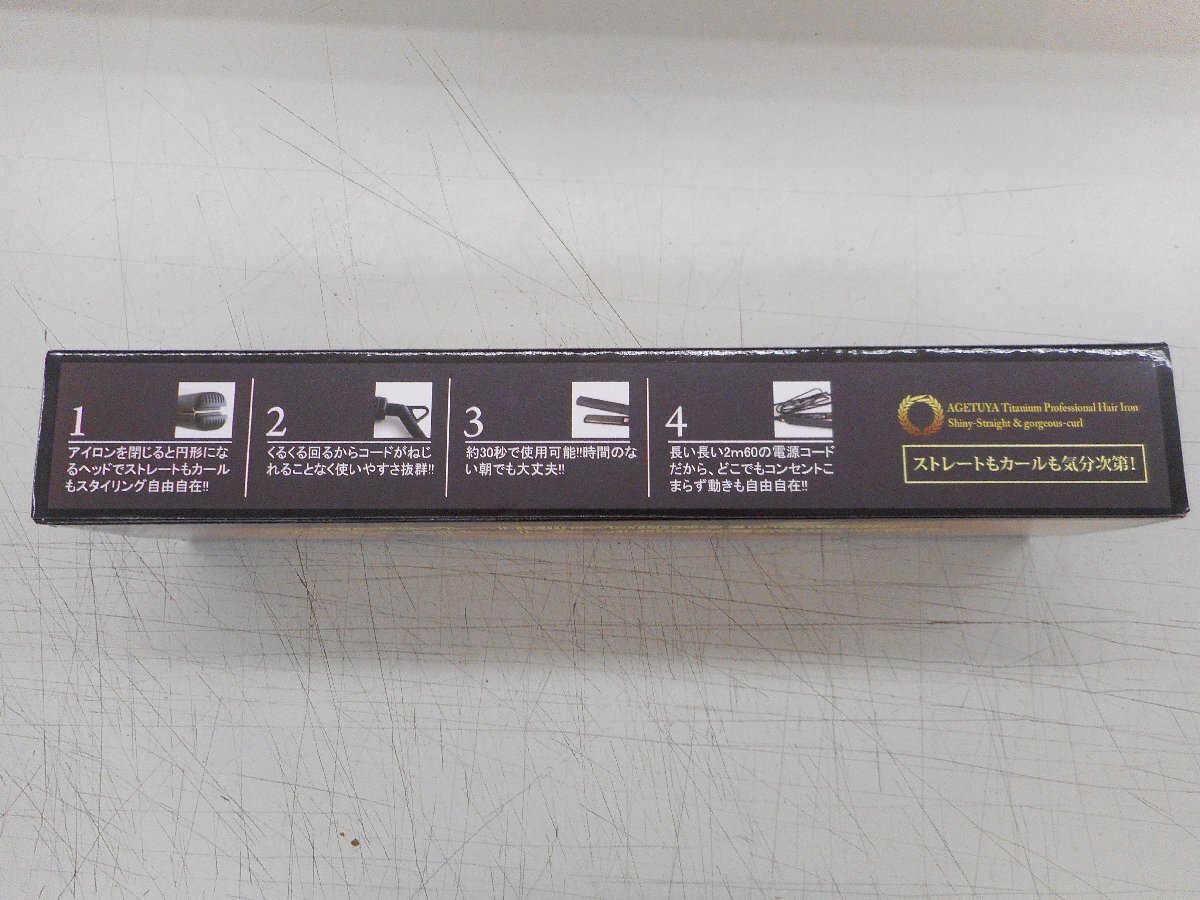 1
アイロンを閉じると円形にな
るヘッドでストレートもカール
もスタイリング自由自在!!
2
くるくる回るからコードがねじ
れることなく使いやすさ抜群!!
3
約30秒で使用可能!!時間のな
い朝でも大丈夫!!
4
長い長い2m60の電源コード
だから、どこでもコンセントこ
まらず動きも自由自在!!
AGETUYA Titanium Professional Hair Iron
Shiny-Straight & gorgeous-curl
ストレートもカールも気分次第!